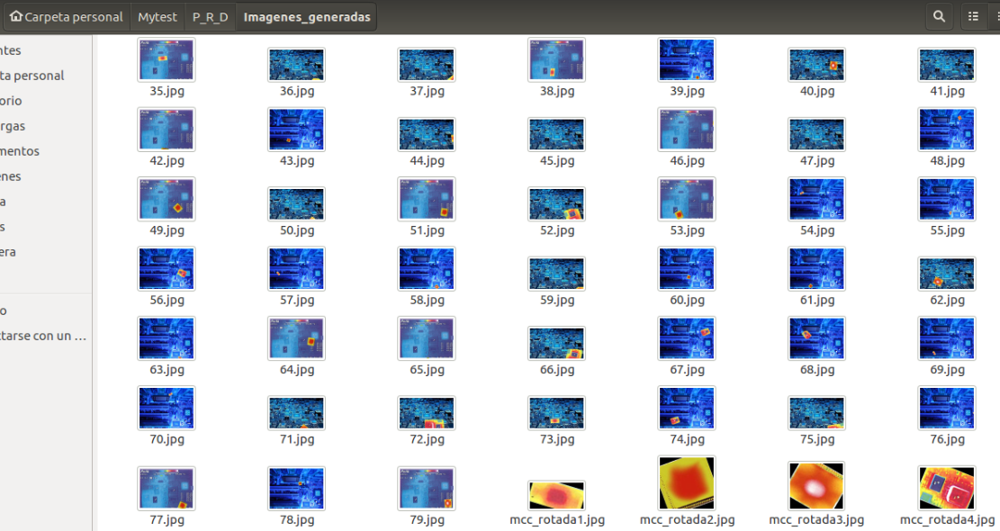 Carpeta personal Mytest P_R_D Imagenes_generadas
ntes
ta personal
orio
rgas
mentos
enes
a
s
era
o
tarse con un …
35.jpg 36.jpg 37.jpg 38.jpg 39.jpg 40.jpg 41.jpg
42.jpg 43.jpg 44.jpg 45.jpg 46.jpg 47.jpg 48.jpg
49.jpg 50.jpg 51.jpg 52.jpg 53.jpg 54.jpg 55.jpg
56.jpg 57.jpg 58.jpg 59.jpg 60.jpg 61.jpg 62.jpg
63.jpg 64.jpg 65.jpg 66.jpg 67.jpg 68.jpg 69.jpg
70.jpg 71.jpg 72.jpg 73.jpg 74.jpg 75.jpg 76.jpg
77.jpg 78.jpg 79.jpg mcc_rotada1.jpg mcc_rotada2.jpg mcc_rotada3.jpg mcc_rotada4.jpg